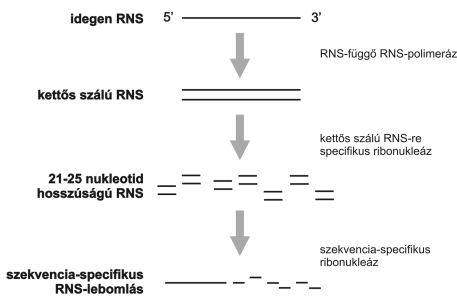 idegen RNS 5’ 3’
RNS-függő RNS-polimeráz
kettős szálú RNS
kettős szálú RNS-re
specifikus ribonukleáz
21-25 nukleotid
hosszúságú RNS
szekvencia-specifikus
ribonukleáz
szekvencia-specifikus
RNS-lebomlás